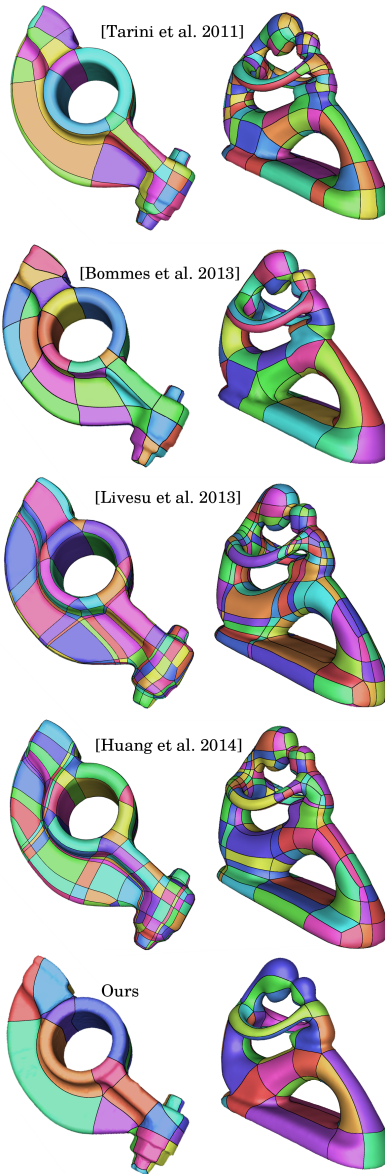 [Tarini et al. 2011]
[Bommes et al. 2013]
[Livesu et al. 2013]
[Huang et al. 2014]
Ours